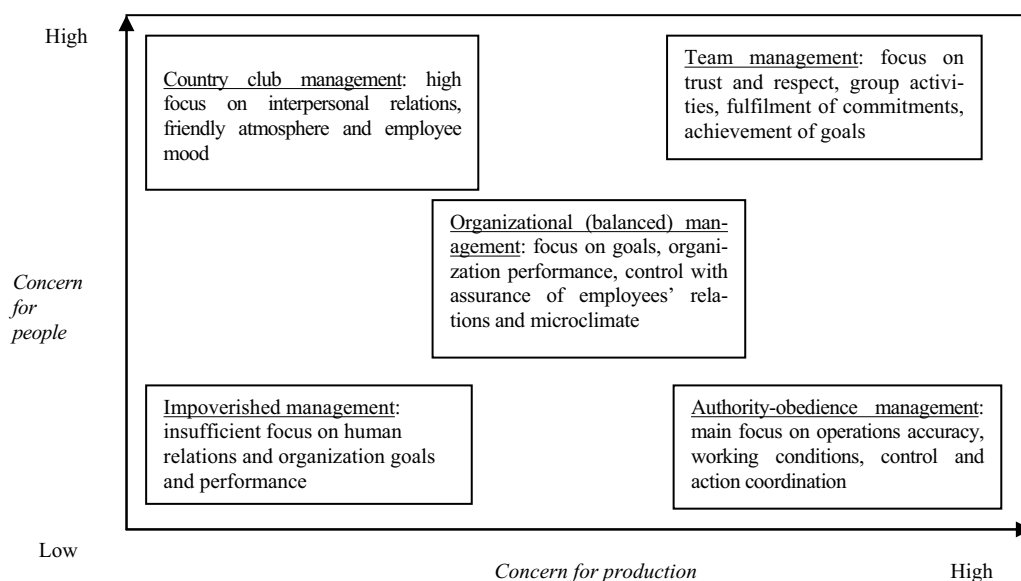 High
Country club management: high
focus on interpersonal relations,
friendly atmosphere and employee
mood
Team management: focus on
trust and respect, group activi-
ties, fulfilment of commitments,
achievement of goals
Organizational (balanced) man-
agement: focus on goals, organi-
zation performance, control with
assurance of employees’ rela-
tions and microclimate
Concern
for
people
Impoverished management:
insufficient focus on human
relations and organization goals
and performance
Authority-obedience management:
main focus on operations accuracy,
working conditions, control and
action coordination
Low
Concern for production
High